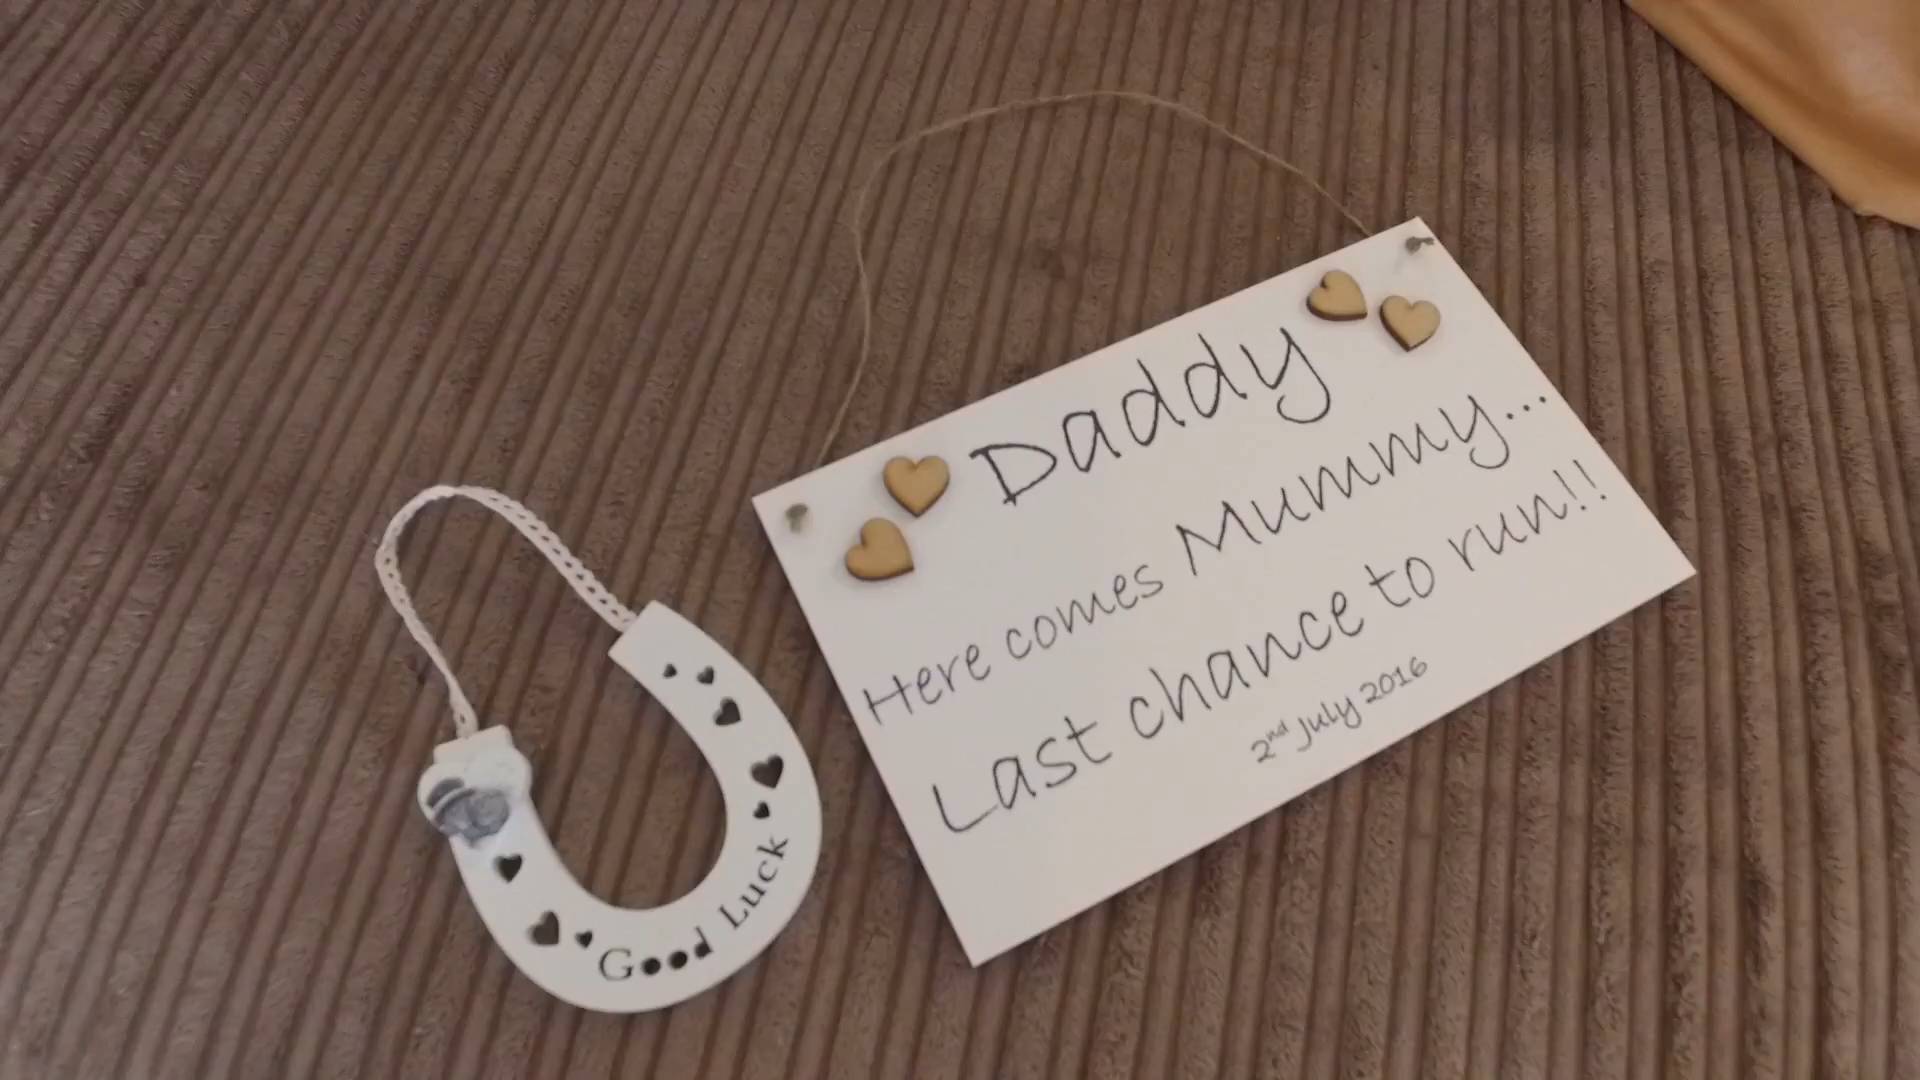 Daddy
Here comes Mummy...
Last chance to run!!
2nd July 2016
Good Luck